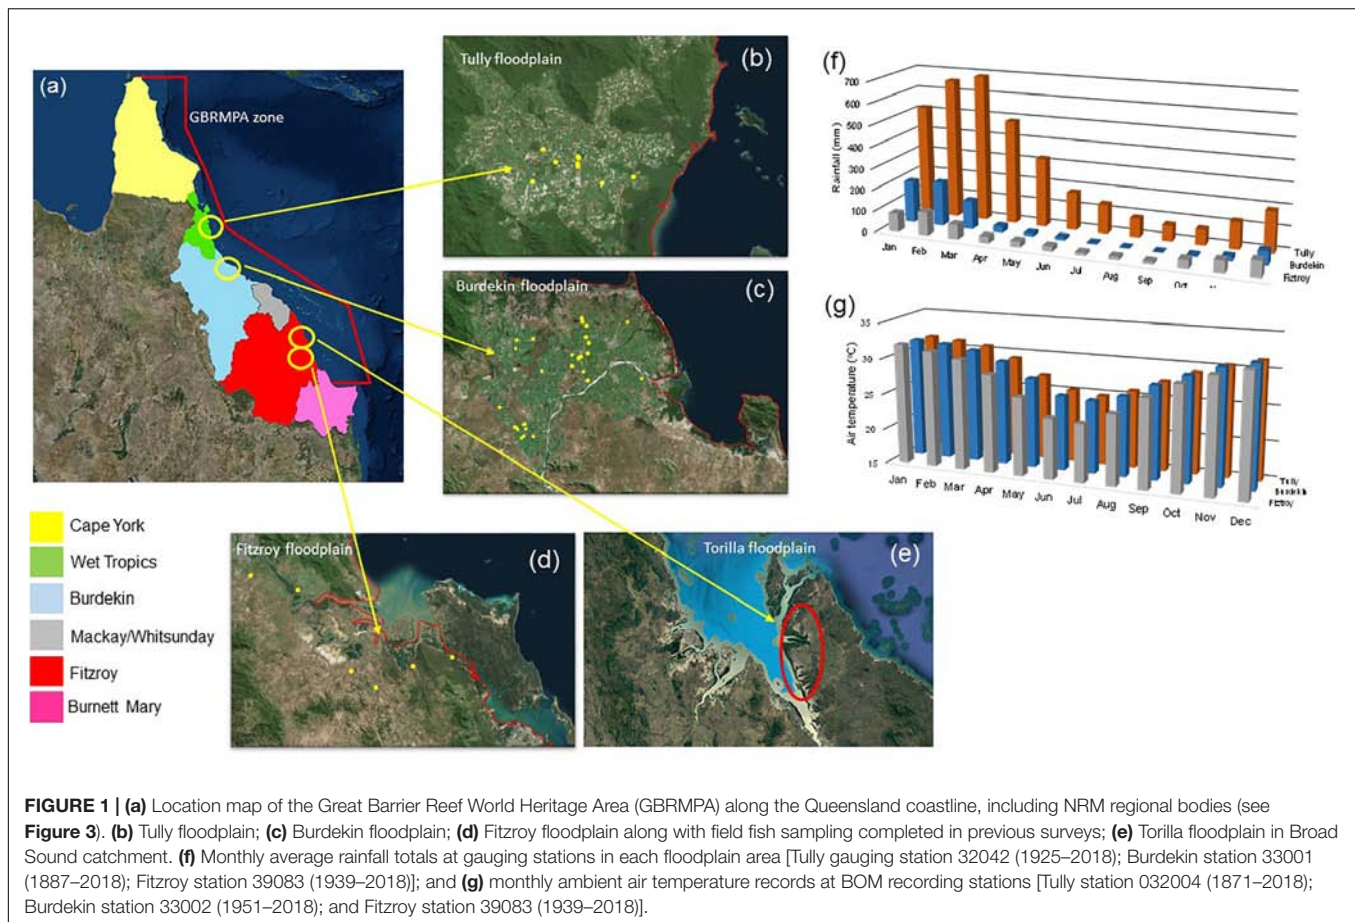 (a)
GBRMPA zone
Tully floodplain
(b)
Burdekin floodplain
(c)
Fitzroy floodplain
(d)
Torilla floodplain
(e)
Cape York
Wet Tropics
Burdekin
Mackay/Whitsunday
Fitzroy
Burnett Mary
(f)
Rainfall (mm)
700
600
500
400
300
200
100
0
Jan
Feb
Mar
Apr
May
Jun
Jul
Aug
Sep
Oct
Tully
Burdekin
Fitzroy
(g)
Air temperature (°C)
35
30
25
20
15
Jan
Feb
Mar
Apr
May
Jun
Jul
Aug
Sep
Oct
Nov
Dec
Tully
Burdekin
Fitzroy
FIGURE 1 | (a) Location map of the Great Barrier Reef World Heritage Area (GBRMPA) along the Queensland coastline, including NRM regional bodies (see
Figure 3). (b) Tully floodplain; (c) Burdekin floodplain; (d) Fitzroy floodplain along with field fish sampling completed in previous surveys; (e) Torilla floodplain in Broad
Sound catchment. (f) Monthly average rainfall totals at gauging stations in each floodplain area [Tully gauging station 32042 (1925–2018); Burdekin station 33001
(1887–2018); Fitzroy station 39083 (1939–2018)]; and (g) monthly ambient air temperature records at BOM recording stations [Tully station 032004 (1871–2018);
Burdekin station 33002 (1951–2018); and Fitzroy station 39083 (1939–2018)].